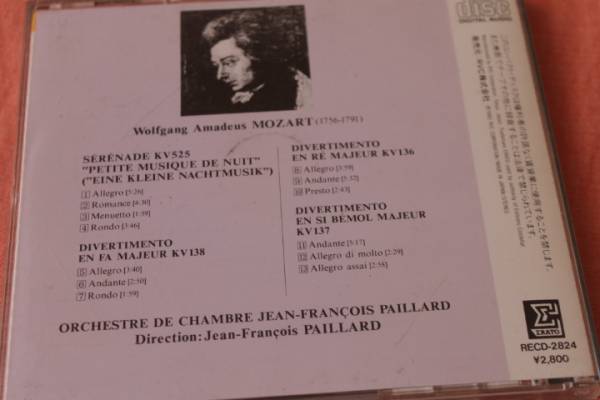 Wolfgang Amadeus MOZART (1756-1791)
SÉRÉNADE KV525
"PETITE MUSIQUE DE NUIT"
("EINE KLEINE NACHTMUSIK")
1 Allegro [5:26]
2 Romance [6:30]
3 Menuetto [1:59]
4 Rondo [3:46]
DIVERTIMENTO
EN FA MAJEUR KV138
5 Allegro [3:40]
6 Andante [2:50]
7 Rondo [1:59]
DIVERTIMENTO
EN RÉ MAJEUR KV136
8 Allegro [3:59]
9 Andante [5:32]
10 Presto [2:43]
DIVERTIMENTO
EN SI BÉMOL MAJEUR
KV137
11 Andante [5:17]
12 Allegro di molto [2:29]
13 Allegro assai [2:58]
ORCHESTRE DE CHAMBRE JEAN-FRANÇOIS PAILLARD
Direction: Jean-François PAILLARD
disc
DIGITAL AUDIO
ERATO
RECD-2824
¥2,800